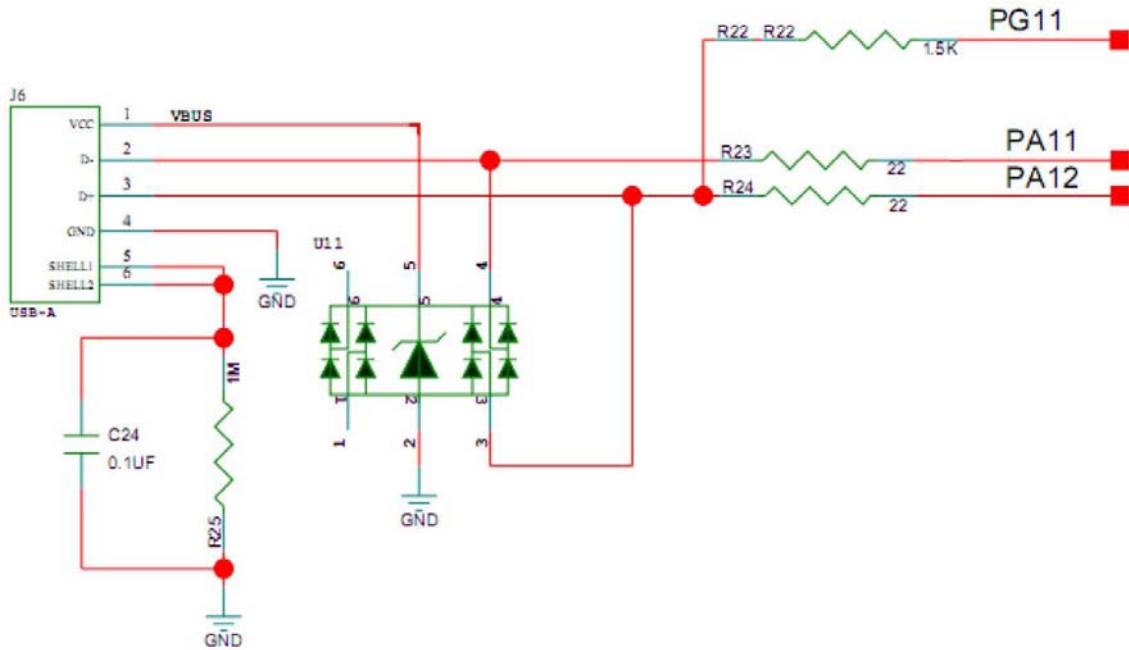 R22 R22 1.5K PG11
J6
VCC 1 VBUS
D- 2 R23 22 PA11
D+ 3 R24 22 PA12
GND 4
SHELL1 5
SHELL2 6
USB-A
GND
U11
6 5 4
6 5 4
1 2 3
1 2 3
GND
1M
C24
0.1UF
R25
GND